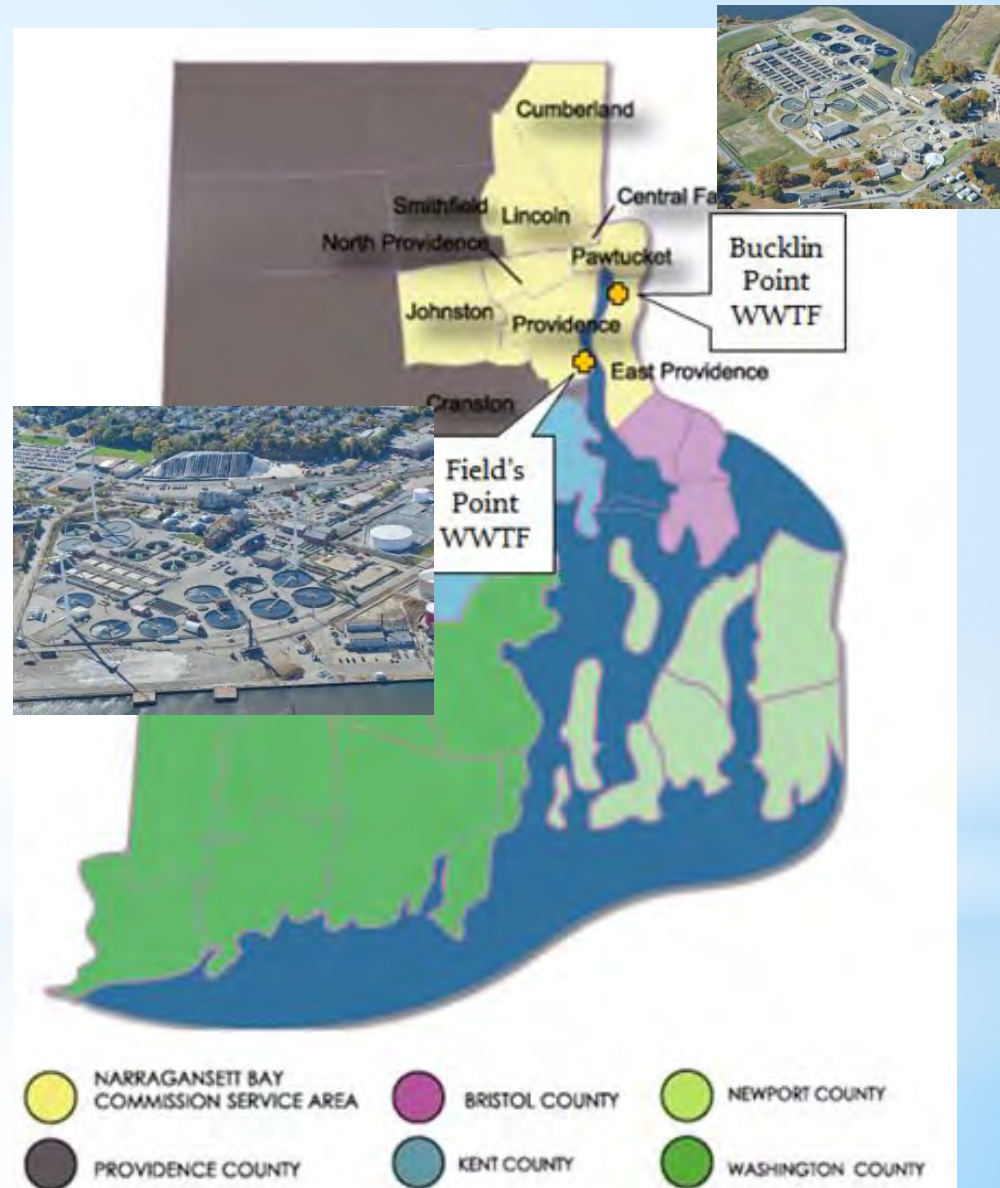 Cumberland
Smithfield
Lincoln
Central Fa
North Providence
Pawtucket
Bucklin
Point
WWTF
Johnston
Providence
East Providence
Cranston
Field's
Point
WWTF
NARRAGANSETT BAY
COMMISSION SERVICE AREA
BRISTOL COUNTY
NEWPORT COUNTY
PROVIDENCE COUNTY
KENT COUNTY
WASHINGTON COUNTY